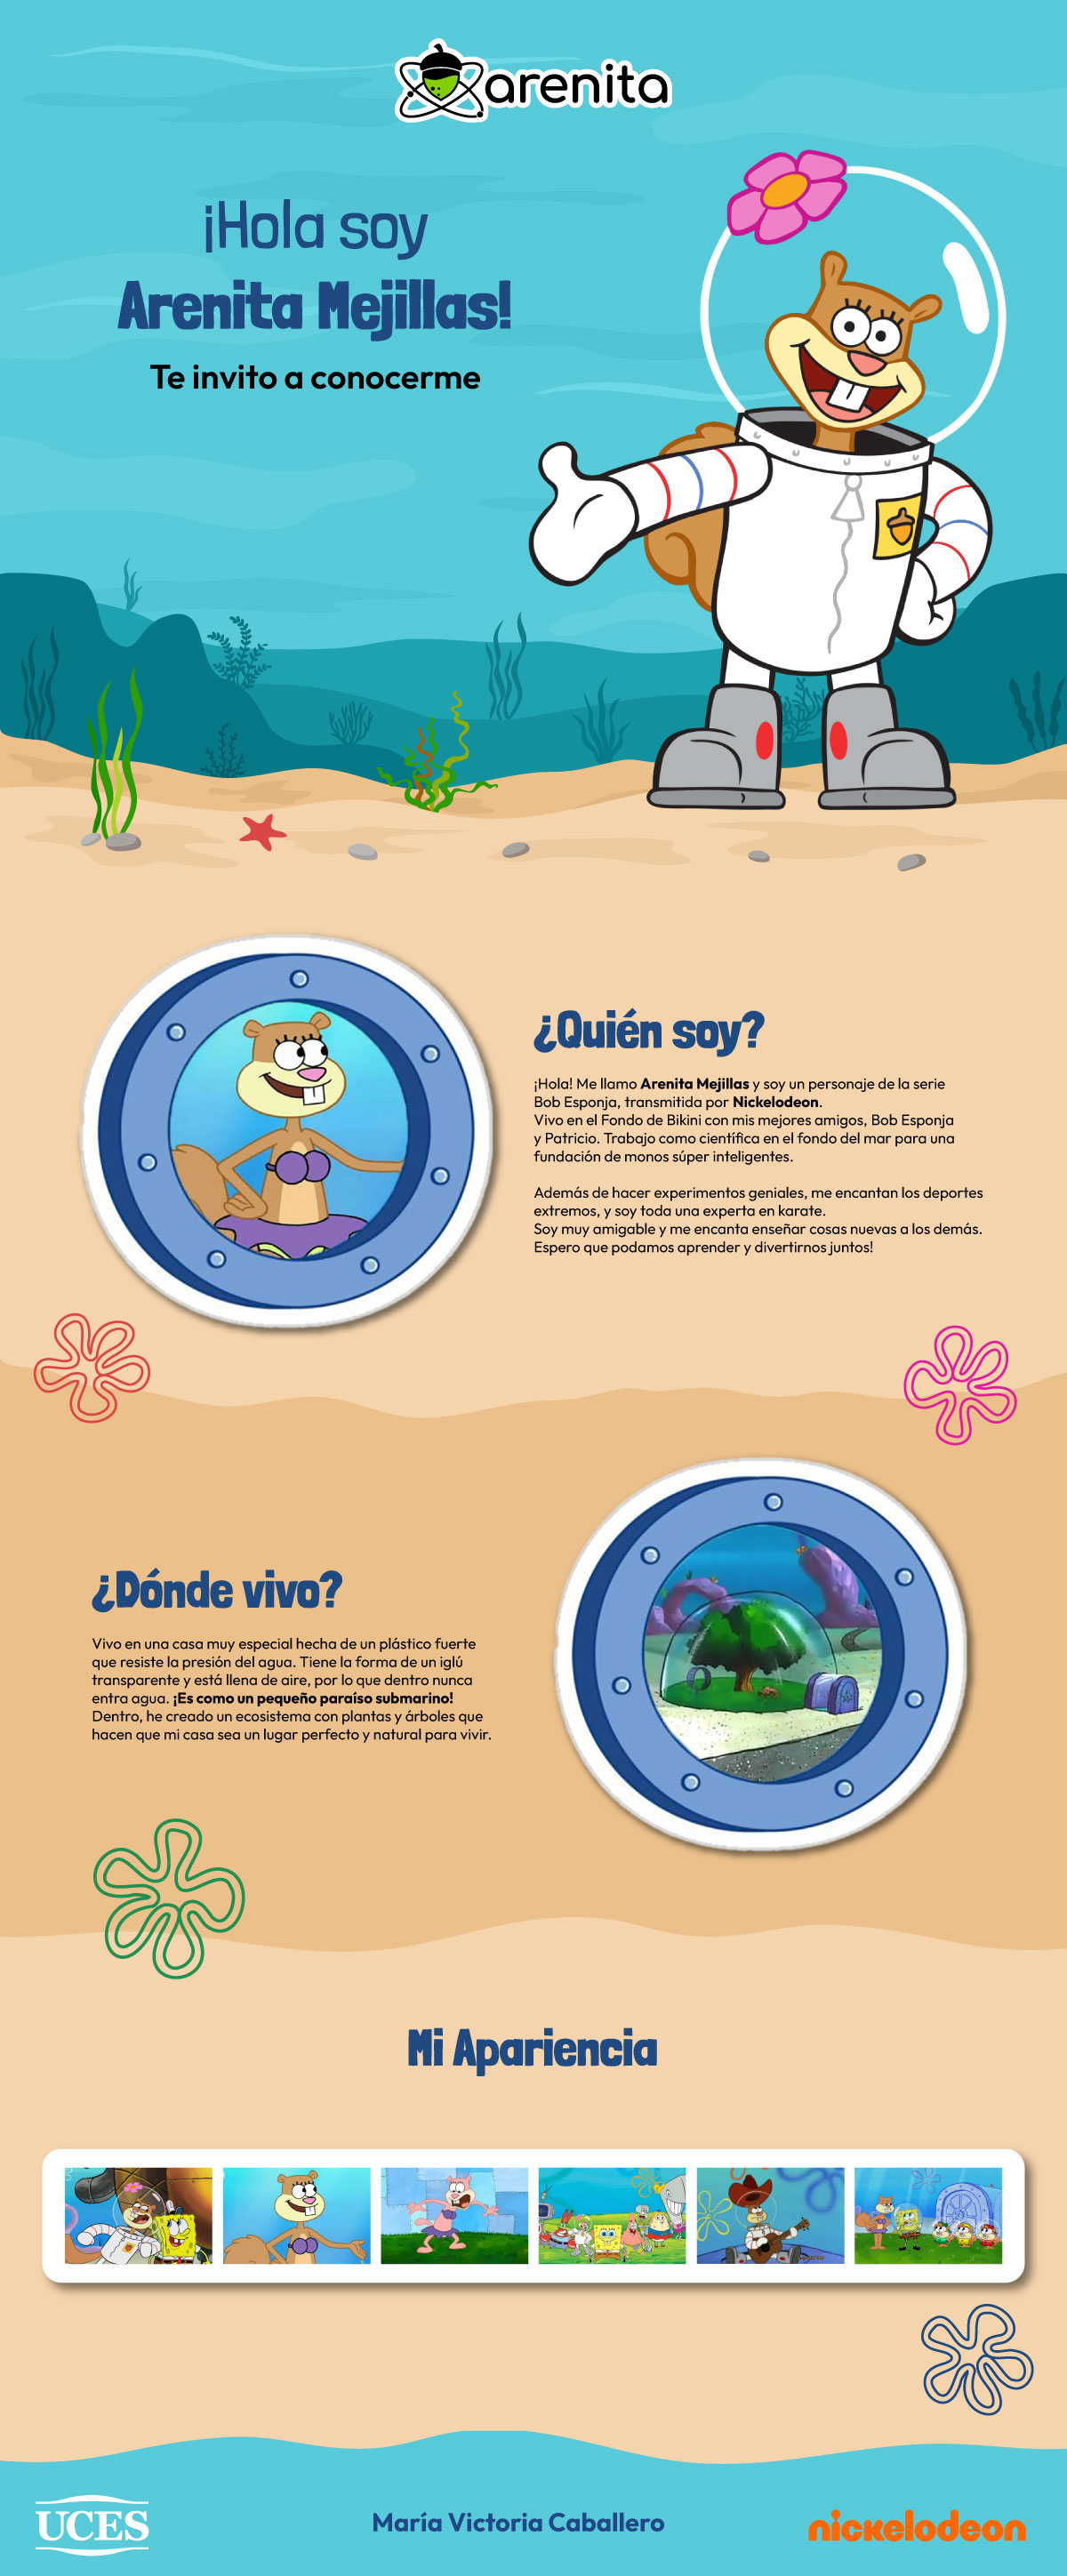 arenita
¡Hola soy
Arenita Mejillas!
Te invito a conocerme
¿Quién soy?
¡Hola! Me llamo Arenita Mejillas y soy un personaje de la serie
Bob Esponja, transmitida por Nickelodeon.
Vivo en el Fondo de Bikini con mis mejores amigos, Bob Esponja
y Patricio. Trabajo como científica en el fondo del mar para una
fundación de monos súper inteligentes.
Además de hacer experimentos geniales, me encantan los deportes
extremos, y soy toda una experta en karate.
Soy muy amigable y me encanta enseñar cosas nuevas a los demás.
Espero que podamos aprender y divertirnos juntos!
¿Dónde vivo?
Vivo en una casa muy especial hecha de un plástico fuerte
que resiste la presión del agua. Tiene la forma de un iglú
transparente y está llena de aire, por lo que dentro nunca
entra agua. ¡Es como un pequeño paraíso submarino!
Dentro, he creado un ecosistema con plantas y árboles que
hacen que mi casa sea un lugar perfecto y natural para vivir.
Mi Apariencia
UCES
María Victoria Caballero
nickelodeon